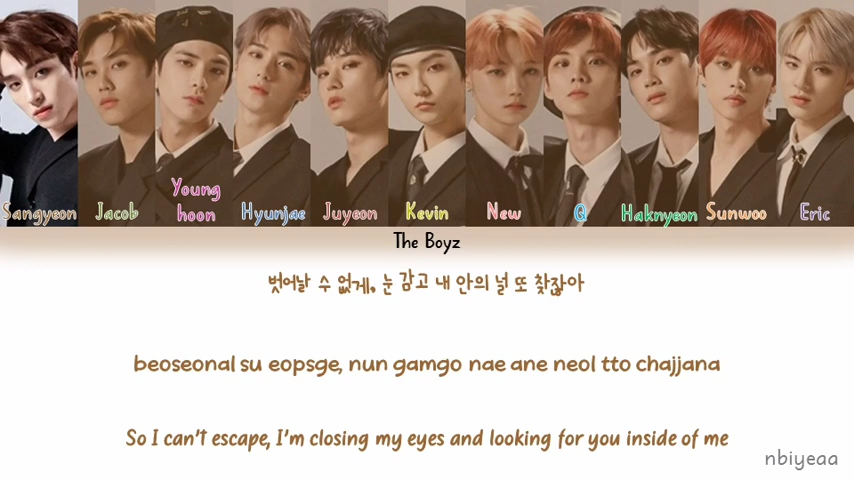 Sangyeon Jacob Young hoon Hyunjae Juyeon Kevin New Q Haknyeon Sunwoo Eric
The Boyz
벗어날 수 없게, 눈 감고 내 안의 널 또 찾잖아
beoseonal su eopsge, nun gamgo nae ane neol tto chajjana
So I can't escape, I'm closing my eyes and looking for you inside of me
nbiyeaa